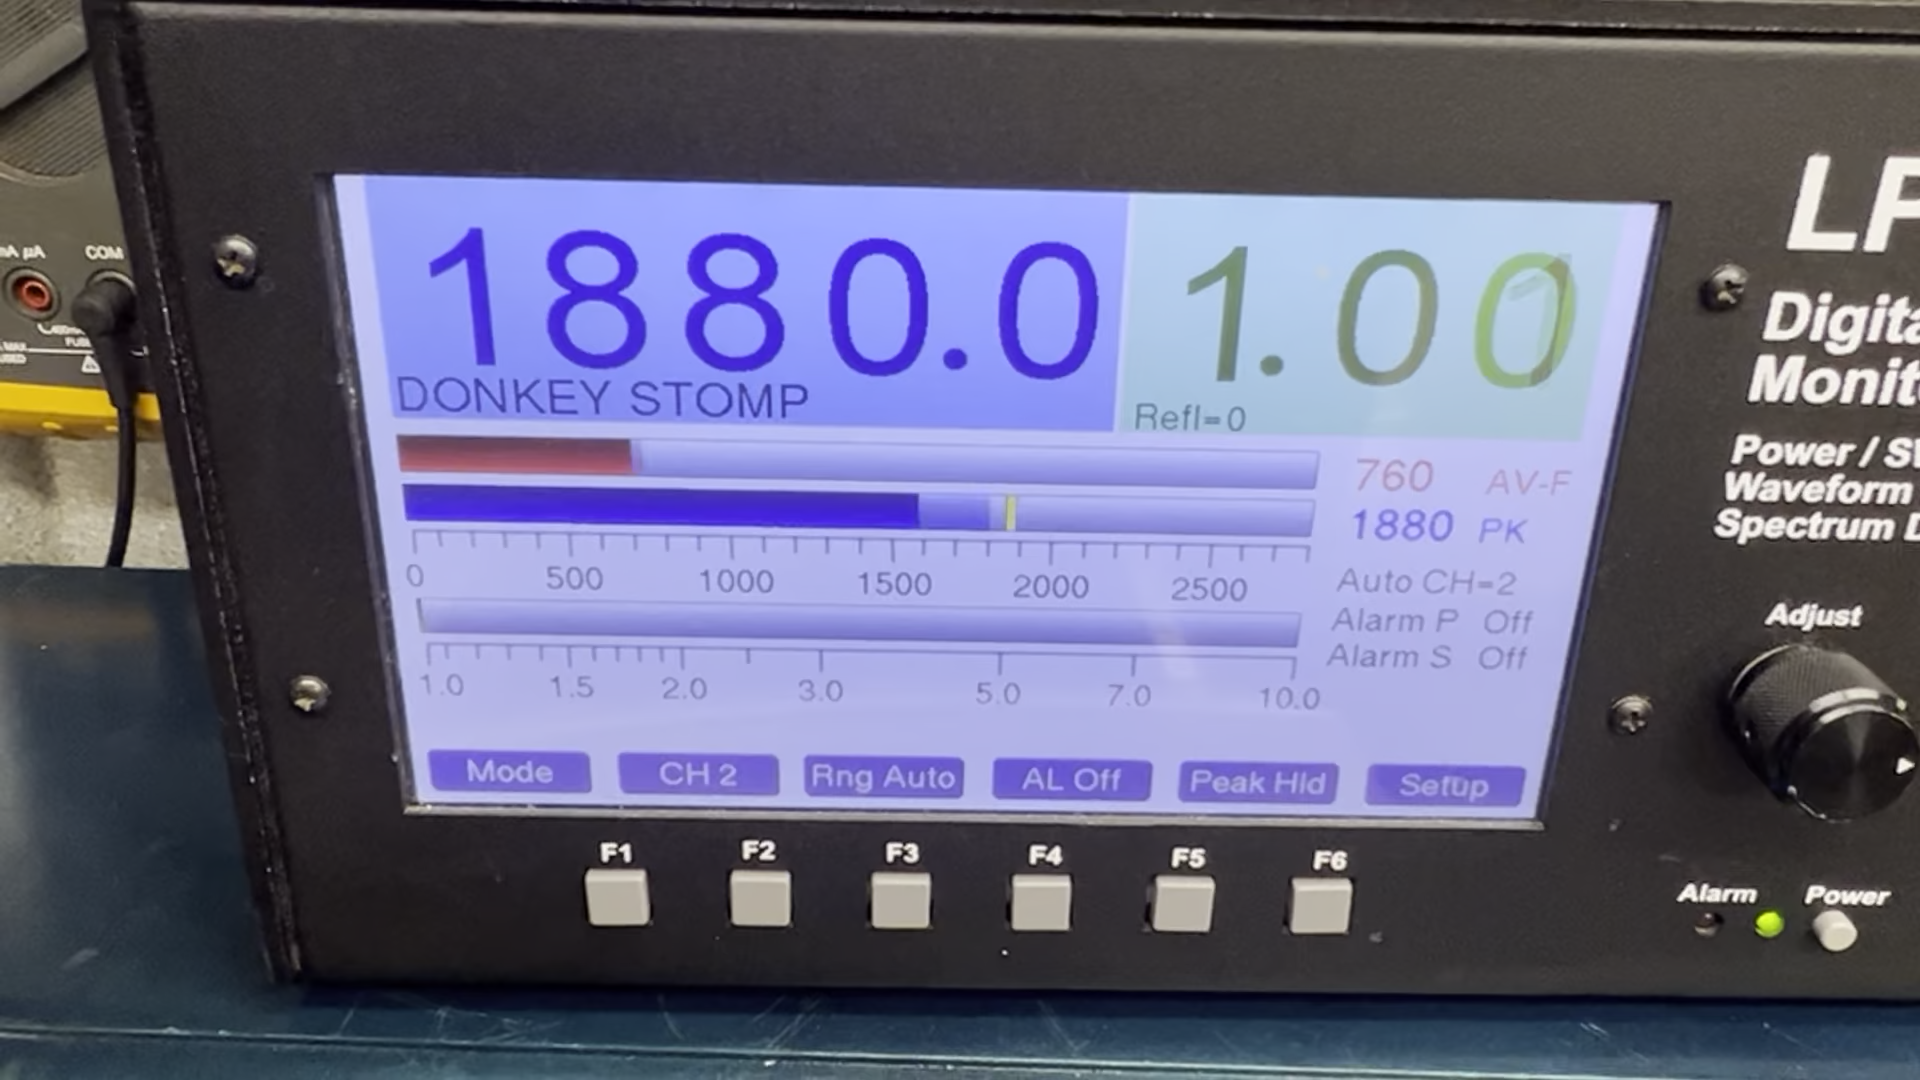 1880.0 1.00
DONKEY STOMP
Refl=0
760 AV-F
1880 PK
0 500 1000 1500 2000 2500
Auto CH=2
Alarm P Off
Alarm S Off
1.0 1.5 2.0 3.0 5.0 7.0 10.0
Mode CH 2 Rng Auto AL Off Peak Hld Setup
F1 F2 F3 F4 F5 F6
LP
Digita
Monit
Power / S
Waveform
Spectrum D
Adjust
Alarm Power
µA COM